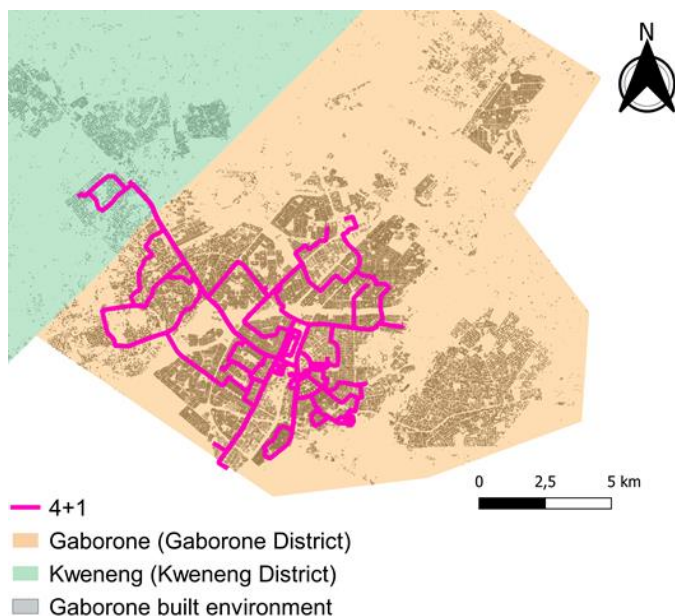 N
0 2,5 5 km
4+1
Gaborone (Gaborone District)
Kweneng (Kweneng District)
Gaborone built environment